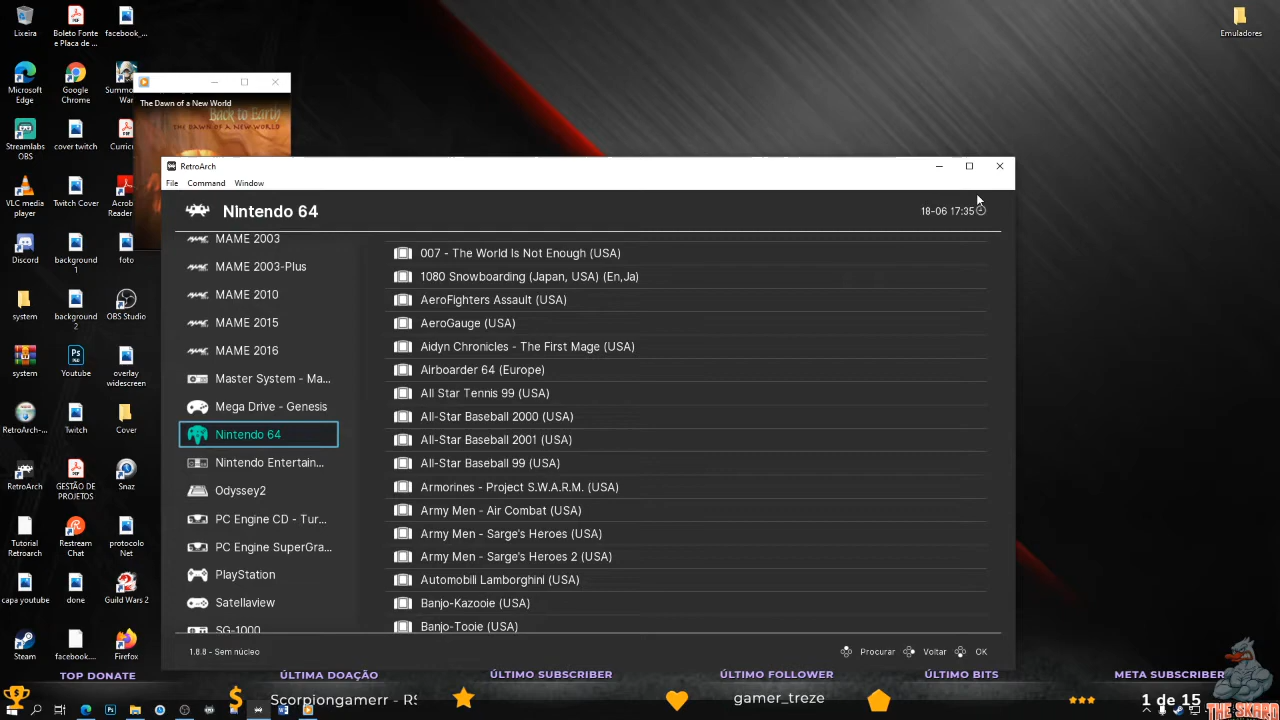 Lixeira
Boleto Fonte
e Placa de ...
facebook_...
Emuladores
Microsoft
Edge
Google
Chrome
Summo...
War
The Dawn of a New World
Back to Earth
THE DAWN OF A NEW WORLD
Streamlabs
OBS
cover twitch
Curric
VLC media
player
Twitch Cover
Acrob
Reader
Discord
background
1
foto
system
background
2
OBS Studio
system
Youtube
overlay
widescreen
RetroArch-...
Twitch
Cover
RetroArch
GESTÃO DE
PROJETOS
Snaz
Tutorial
Retroarch
Restream
Chat
protocolo
Net
capa youtube
done
Guild Wars 2
Steam
facebook....
Firefox
RetroArch
File
Command
Window
Nintendo 64
18-06 17:35
MAME 2003
MAME 2003-Plus
MAME 2010
MAME 2015
MAME 2016
Master System - Ma...
Mega Drive - Genesis
Nintendo 64
Nintendo Entertain...
Odyssey2
PC Engine CD - Tur...
PC Engine SuperGra...
PlayStation
Satellaview
SG-1000
007 - The World Is Not Enough (USA)
1080 Snowboarding (Japan, USA) (En,Ja)
AeroFighters Assault (USA)
AeroGauge (USA)
Aidyn Chronicles - The First Mage (USA)
Airboarder 64 (Europe)
All Star Tennis 99 (USA)
All-Star Baseball 2000 (USA)
All-Star Baseball 2001 (USA)
All-Star Baseball 99 (USA)
Armorines - Project S.W.A.R.M. (USA)
Army Men - Air Combat (USA)
Army Men - Sarge's Heroes (USA)
Army Men - Sarge's Heroes 2 (USA)
Automobili Lamborghini (USA)
Banjo-Kazooie (USA)
Banjo-Tooie (USA)
1.8.8 - Sem núcleo
Procurar
Voltar
OK
TOP DONATE
ÚLTIMA DOAÇÃO
ÚLTIMO SUBSCRIBER
ÚLTIMO FOLLOWER
ÚLTIMO BITS
META SUBSCRIBER
Scorpiongamerr - R$
gamer_treze
1 de 15
THE SKARN